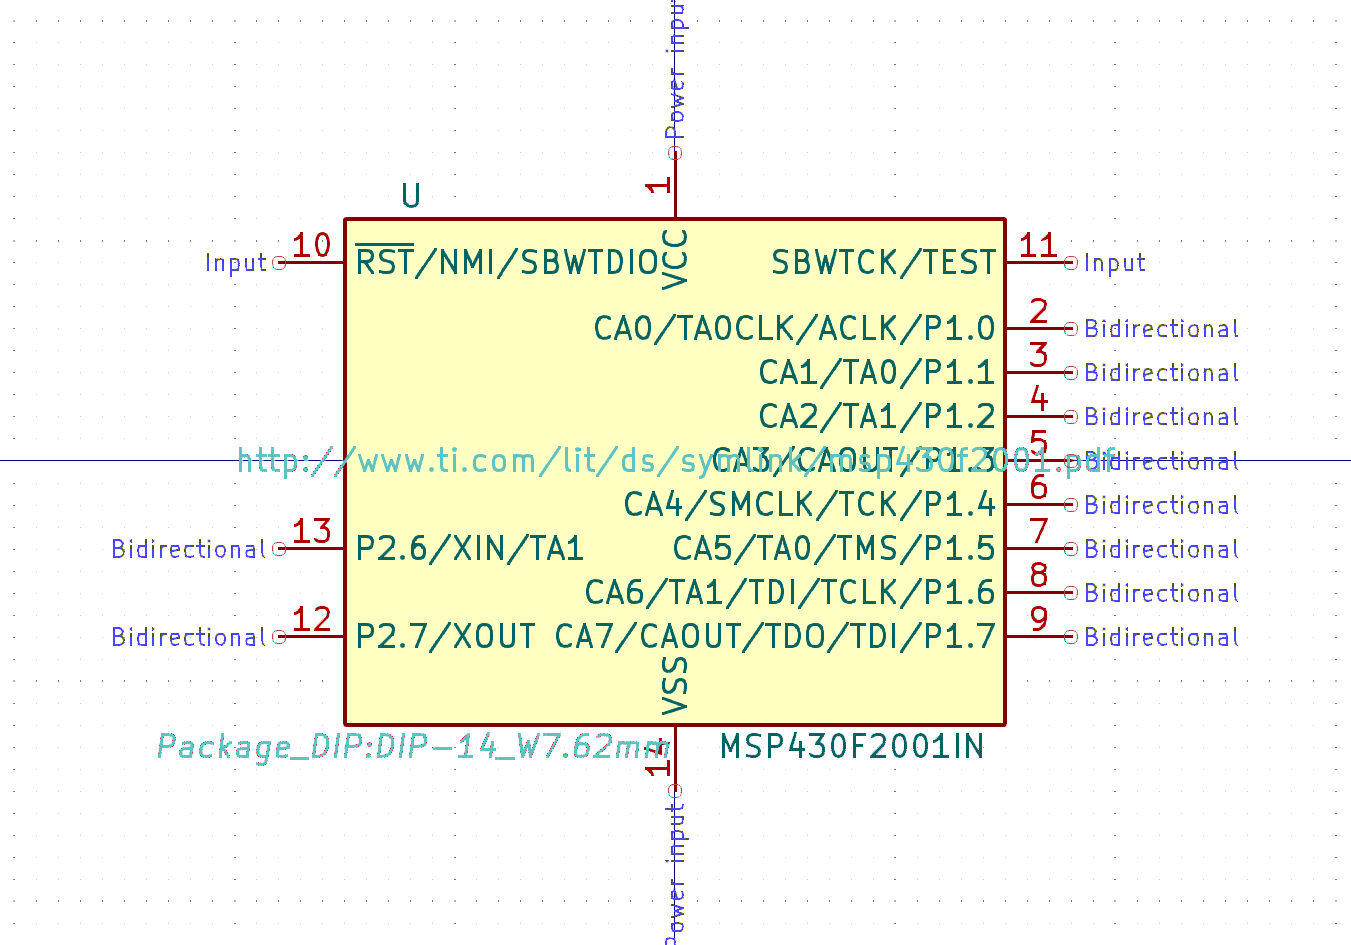 Power input
1
U
10
Input
RST/NMI/SBWTDIO
VCC
SBWTCK/TEST
11
Input
CA0/TA0CLK/ACLK/P1.0
2
Bidirectional
CA1/TA0/P1.1
3
Bidirectional
CA2/TA1/P1.2
4
Bidirectional
http://www.ti.com/lit/ds/symlink/msp430f2001.pdf
CA3/CAOUT/P1.3
5
Bidirectional
CA4/SMCLK/TCK/P1.4
6
Bidirectional
Bidirectional
13
P2.6/XIN/TA1
CA5/TA0/TMS/P1.5
7
Bidirectional
CA6/TA1/TDI/TCLK/P1.6
8
Bidirectional
Bidirectional
12
P2.7/XOUT
CA7/CAOUT/TDO/TDI/P1.7
9
Bidirectional
VSS
Package_DIP:DIP-14_W7.62mm
14
MSP430F2001IN
Power input